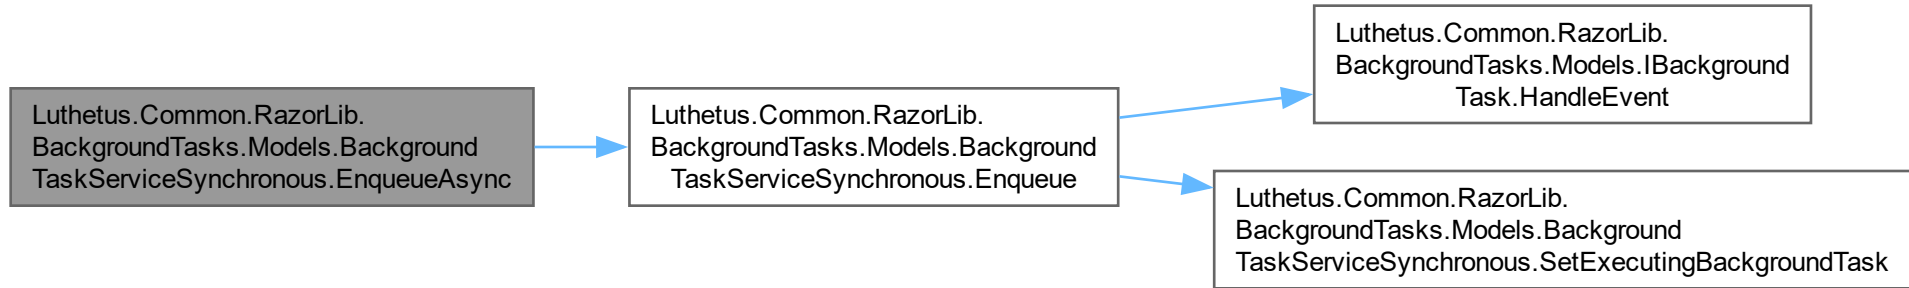 Luthetus.Common.RazorLib.
BackgroundTasks.Models.Background
TaskServiceSynchronous.EnqueueAsync
Luthetus.Common.RazorLib.
BackgroundTasks.Models.Background
TaskServiceSynchronous.Enqueue
Luthetus.Common.RazorLib.
BackgroundTasks.Models.IBackground
Task.HandleEvent
Luthetus.Common.RazorLib.
BackgroundTasks.Models.Background
TaskServiceSynchronous.SetExecutingBackgroundTask